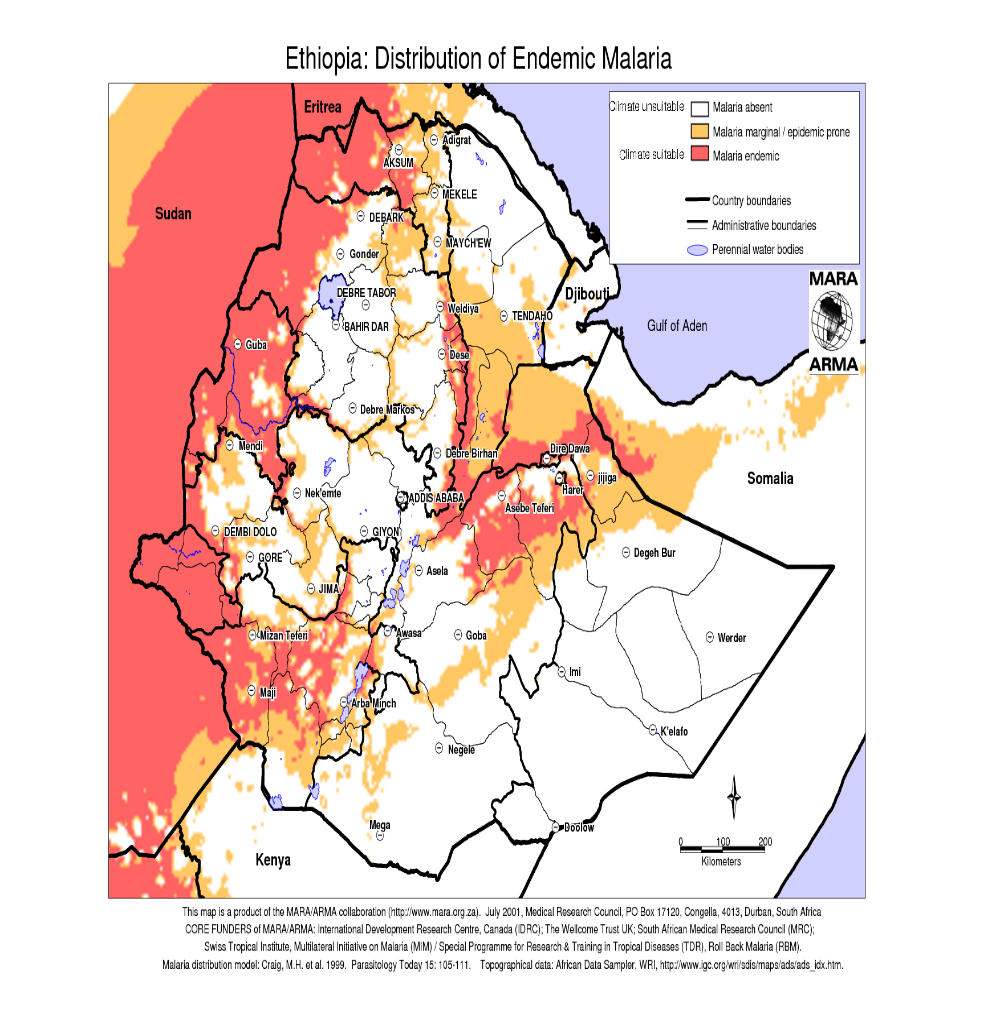 Ethiopia: Distribution of Endemic Malaria
Eritrea
Climate unsuitable
Malaria absent
Malaria marginal / epidemic prone
Climate suitable
Malaria endemic
Adigrat
AKSUM
MEKELE
Country boundaries
Sudan
DEBARK
Administrative boundaries
MAYCH'EW
Perennial water bodies
Gonder
MARA
DEBRE TABOR
Djibouti
Weldiya
TENDAHO
BAHIR DAR
Gulf of Aden
Guba
Dese
ARMA
Debre Markos
Mendi
Debre Birhan
Dire Dawa
Somalia
jijiga
Nek'emte
ADDIS ABABA
Harer
Asebe Teferi
DEMBI DOLO
GIYON
GORE
Degeh Bur
Asela
JIMA
Mizan Teferi
Awasa
Goba
Werder
Imi
Maji
Arba Minch
K'elafo
Negele
Mega
Doolow
0 100 200
Kilometers
Kenya
This map is a product of the MARA/ARMA collaboration (http://www.mara.org.za). July 2001, Medical Research Council, PO Box 17120, Congella, 4013, Durban, South Africa
CORE FUNDERS of MARA/ARMA: International Development Research Centre, Canada (IDRC); The Wellcome Trust UK; South African Medical Research Council (MRC);
Swiss Tropical Institute, Multilateral Initiative on Malaria (MIM) / Special Programme for Research & Training in Tropical Diseases (TDR), Roll Back Malaria (RBM).
Malaria distribution model: Craig, M.H. et al. 1999. Parasitology Today 15: 105-111. Topographical data: African Data Sampler, WRI, http://www.igc.org/wri/sdis/maps/ads/ads_idx.htm.